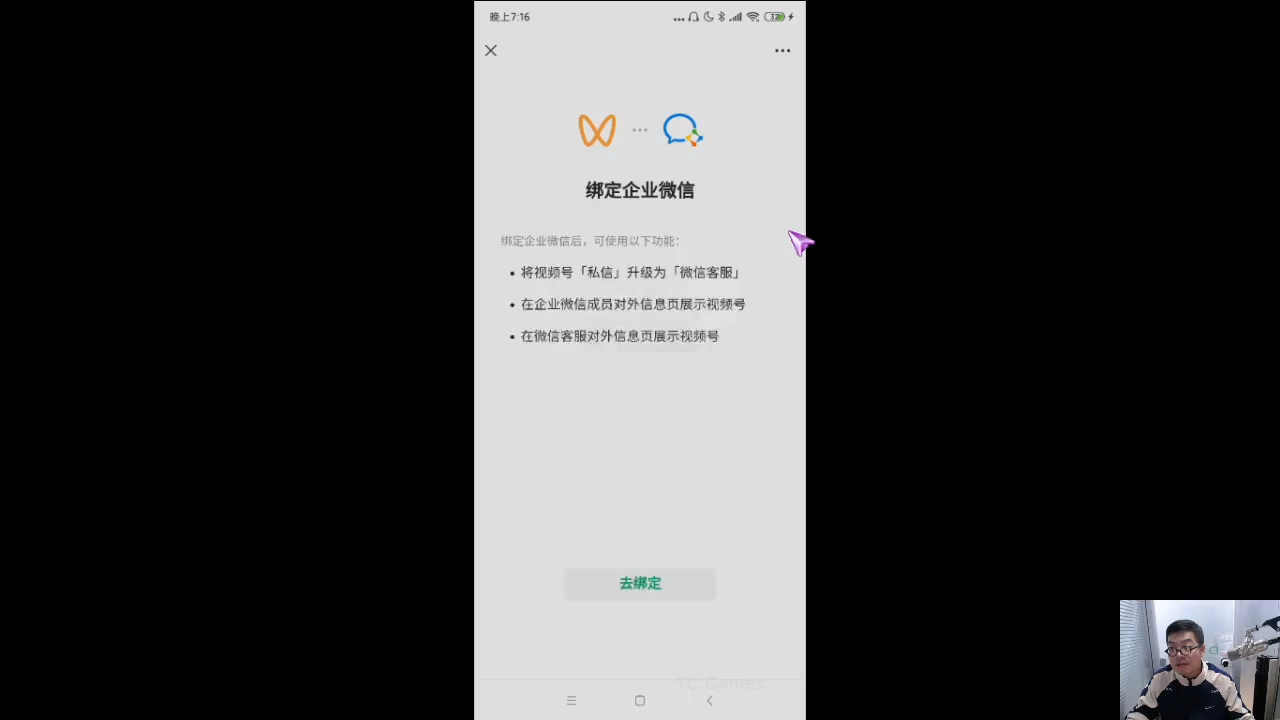 晚上7:16
32
绑定企业微信
绑定企业微信后，可使用以下功能：
• 将视频号「私信」升级为「微信客服」
• 在企业微信成员对外信息页展示视频号
• 在微信客服对外信息页展示视频号
去绑定
TC Games